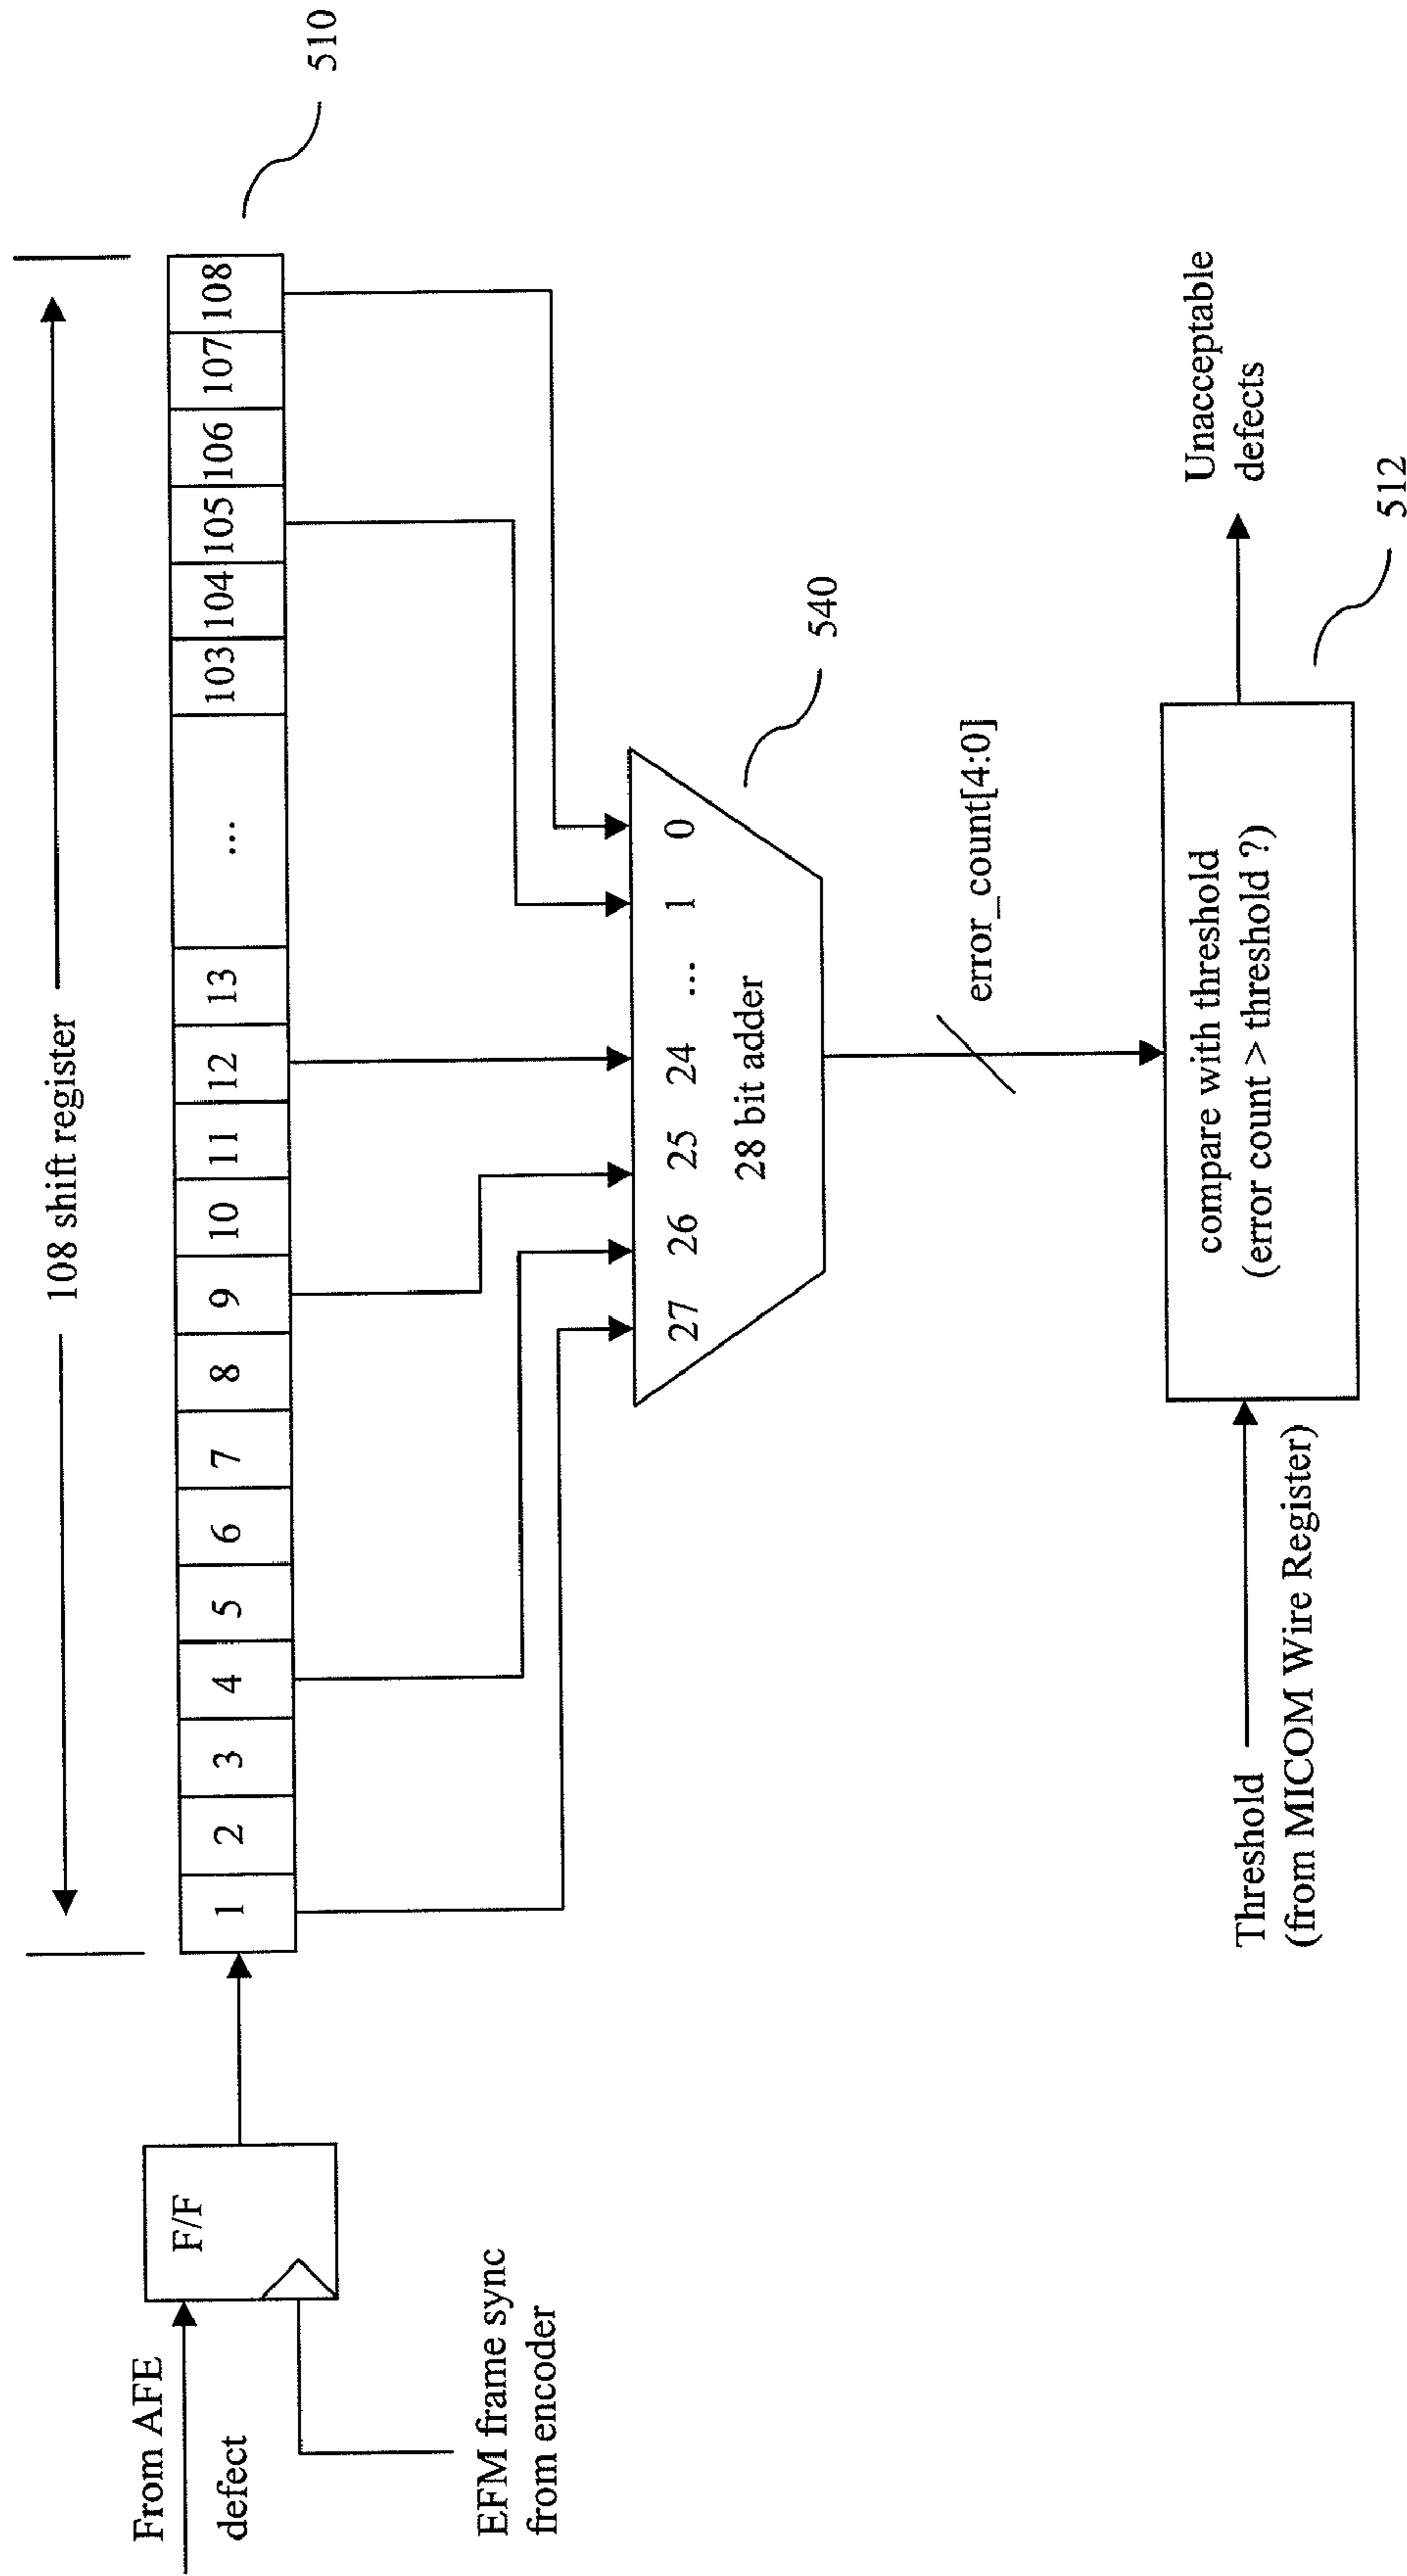 108 shift register
510
1 2 3 4 5 6 7 8 9 10 11 12 13 ... 103 104 105 106 107 108
From AFE
defect
F/F
EFM frame sync
from encoder
27 26 25 24 ... 1 0
28 bit adder
540
error_count[4:0]
Threshold
(from MICOM Wire Register)
compare with threshold
(error count > threshold ?)
Unacceptable
defects
512